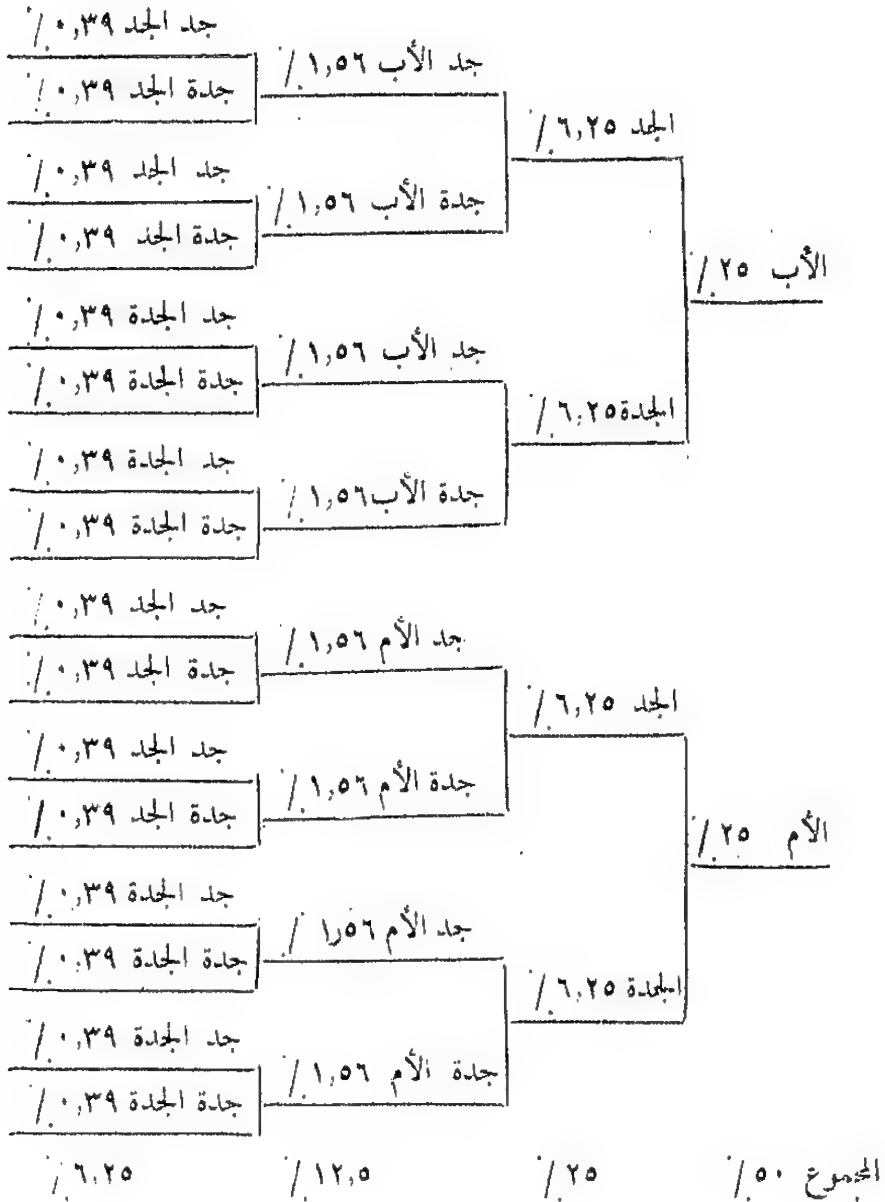 جد الجد ٠,٣٩٪
جد الأب ١,٥٦٪
جدة الجد ٠,٣٩٪
الجد ٦,٢٥٪
جد الجد ٠,٣٩٪
جدة الأب ١,٥٦٪
جدة الجد ٠,٣٩٪
الأب ٢٥٪
جد الجدة ٠,٣٩٪
جد الأب ١,٥٦٪
جدة الجدة ٠,٣٩٪
الجدة ٦,٢٥٪
جد الجدة ٠,٣٩٪
جدة الأب ١,٥٦٪
جدة الجدة ٠,٣٩٪
جد الجد ٠,٣٩٪
جد الأم ١,٥٦٪
جدة الجد ٠,٣٩٪
الجد ٦,٢٥٪
جد الجد ٠,٣٩٪
جدة الأم ١,٥٦٪
جدة الجد ٠,٣٩٪
الأم ٢٥٪
جد الجدة ٠,٣٩٪
جد الأم ١,٥٦٪
جدة الجدة ٠,٣٩٪
الجدة ٦,٢٥٪
جد الجدة ٠,٣٩٪
جدة الأم ١,٥٦٪
جدة الجدة ٠,٣٩٪
المجموع ٥٠٪ ٢٥٪ ١٢,٥٪ ٦,٢٥٪